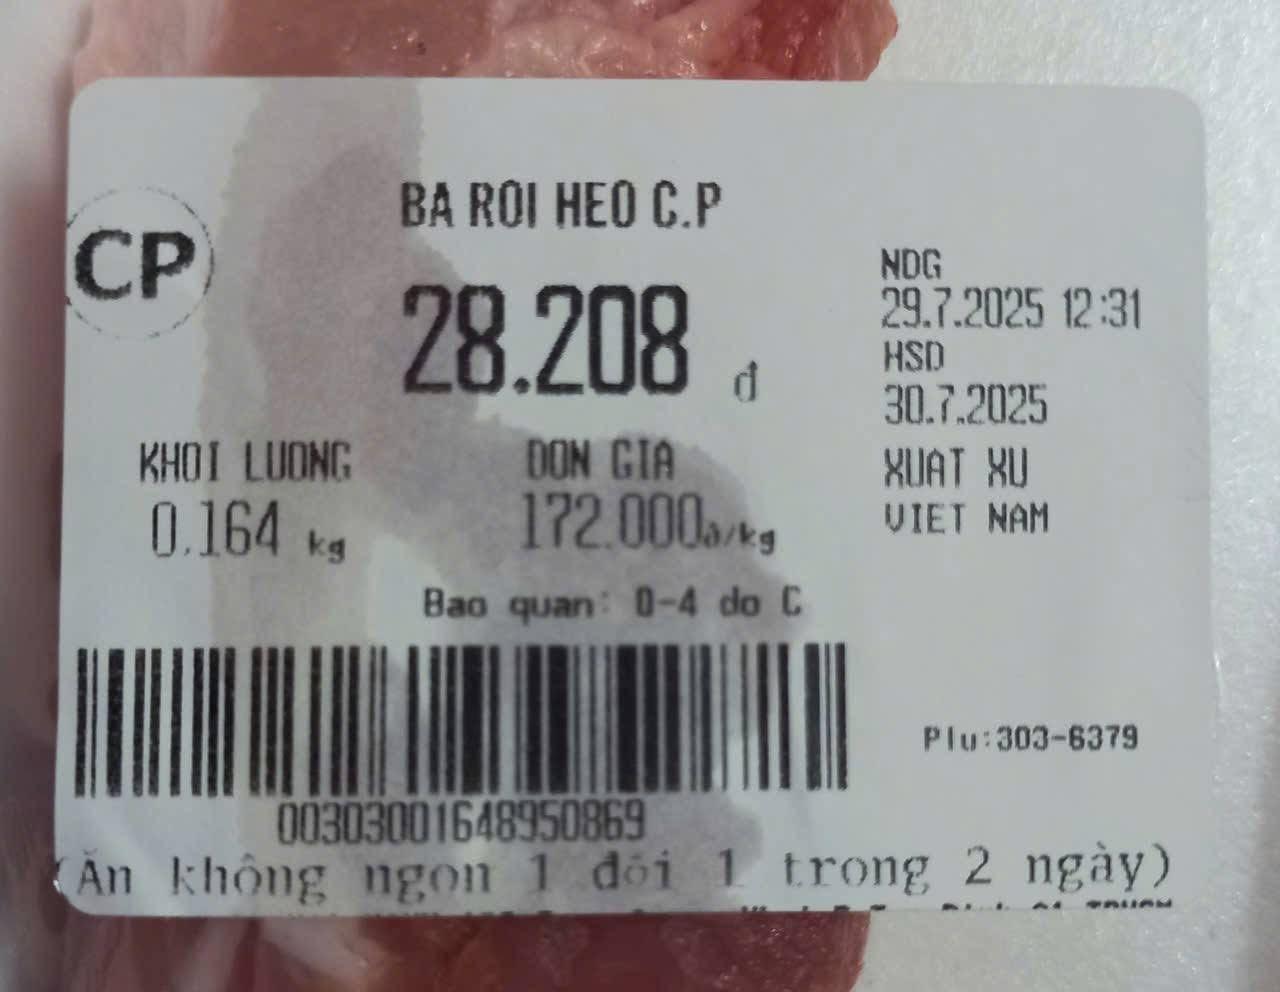 CP
BA ROI HEO C.P
28.208 đ
NDG
29.7.2025 12:31
HSD
30.7.2025
KHOI LUONG
0.164 kg
DON GIA
172.000đ/kg
XUAT XU
VIET NAM
Bao quan: 0-4 do C
Plu:303-6379
00303001648950869
(Ăn không ngon 1 đổi 1 trong 2 ngày)